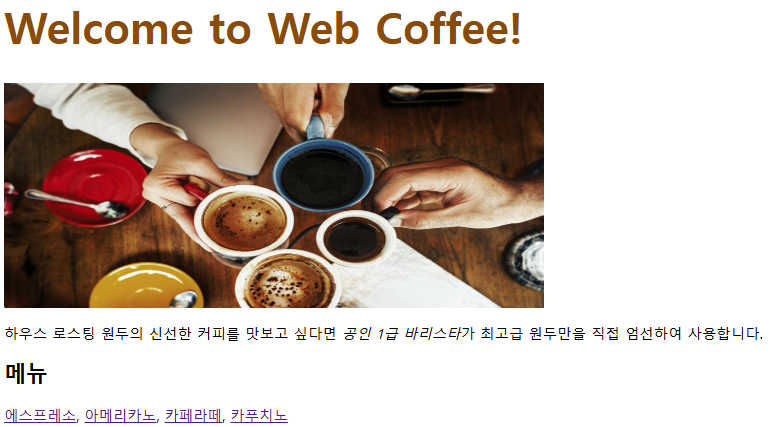 Welcome to Web Coffee!
하우스 로스팅 원두의 신선한 커피를 맛보고 싶다면 공인 1급 바리스타가 최고급 원두만을 직접 엄선하여 사용합니다.
메뉴
에스프레소, 아메리카노, 카페라떼, 카푸치노